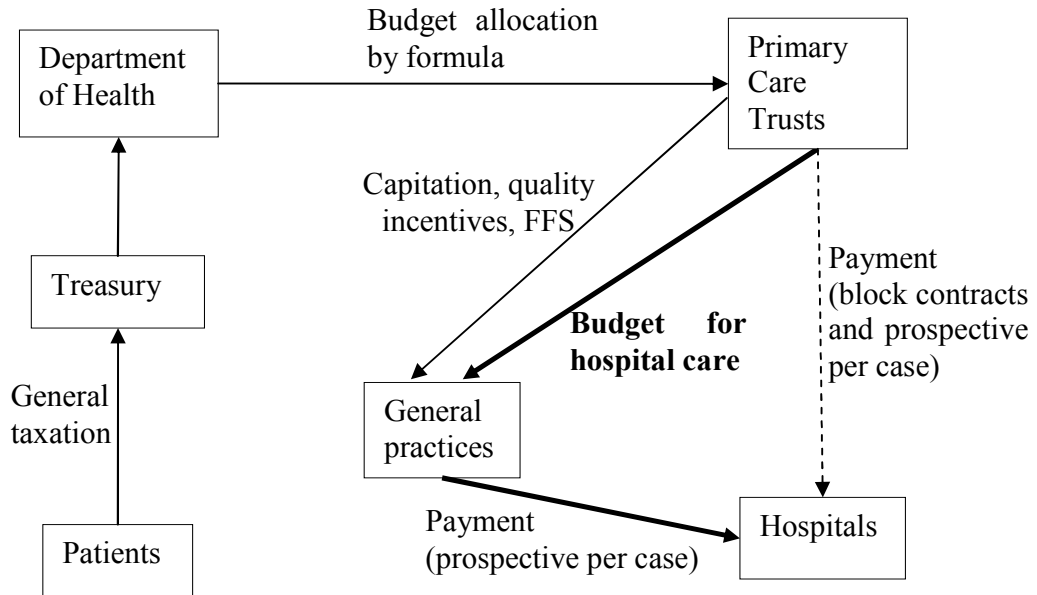 Budget allocation
by formula
Department
of Health
Primary
Care
Trusts
Capitation, quality
incentives, FFS
Treasury
Payment
(block contracts
and prospective
per case)
Budget for
hospital care
General
taxation
General
practices
Payment
(prospective per case)
Hospitals
Patients